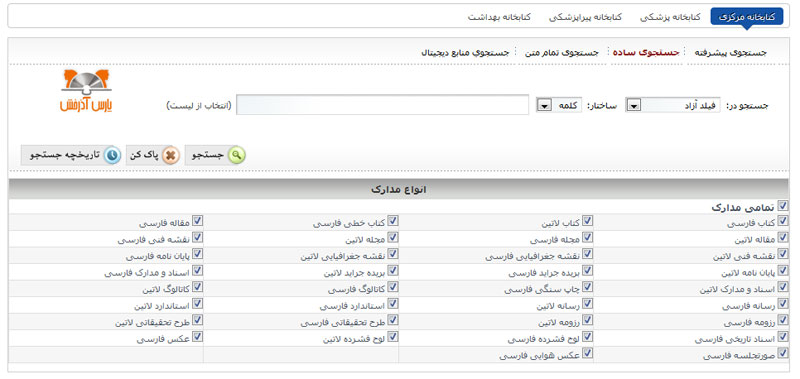 کتابخانه مرکزی کتابخانه پزشکی کتابخانه پیراپزشکی کتابخانه بهداشت
جستجوی پیشرفته جستجوی ساده جستجوی تمام متن جستجوی منابع دیجیتال
پارس آذرخش
جستجو در: فیلد آزاد ساختار: کلمه (انتخاب از لیست)
جستجو پاک کن تاریخچه جستجو
انواع مدارک
تمامی مدارک
کتاب فارسی کتاب لاتین کتاب خطی فارسی مقاله فارسی
مقاله لاتین مجله فارسی مجله لاتین نقشه فنی فارسی
نقشه فنی لاتین نقشه جغرافیایی فارسی نقشه جغرافیایی لاتین پایان نامه فارسی
پایان نامه لاتین بریده جراید فارسی بریده جراید لاتین اسناد و مدارک فارسی
اسناد و مدارک لاتین چاپ سنگی فارسی کاتالوگ فارسی کاتالوگ لاتین
رسانه فارسی رسانه لاتین استاندارد فارسی استاندارد لاتین
رزومه فارسی رزومه لاتین طرح تحقیقاتی فارسی طرح تحقیقاتی لاتین
اسناد تاریخی فارسی لوح فشرده فارسی لوح فشرده لاتین عکس فارسی
صورتجلسه فارسی عکس هوایی فارسی